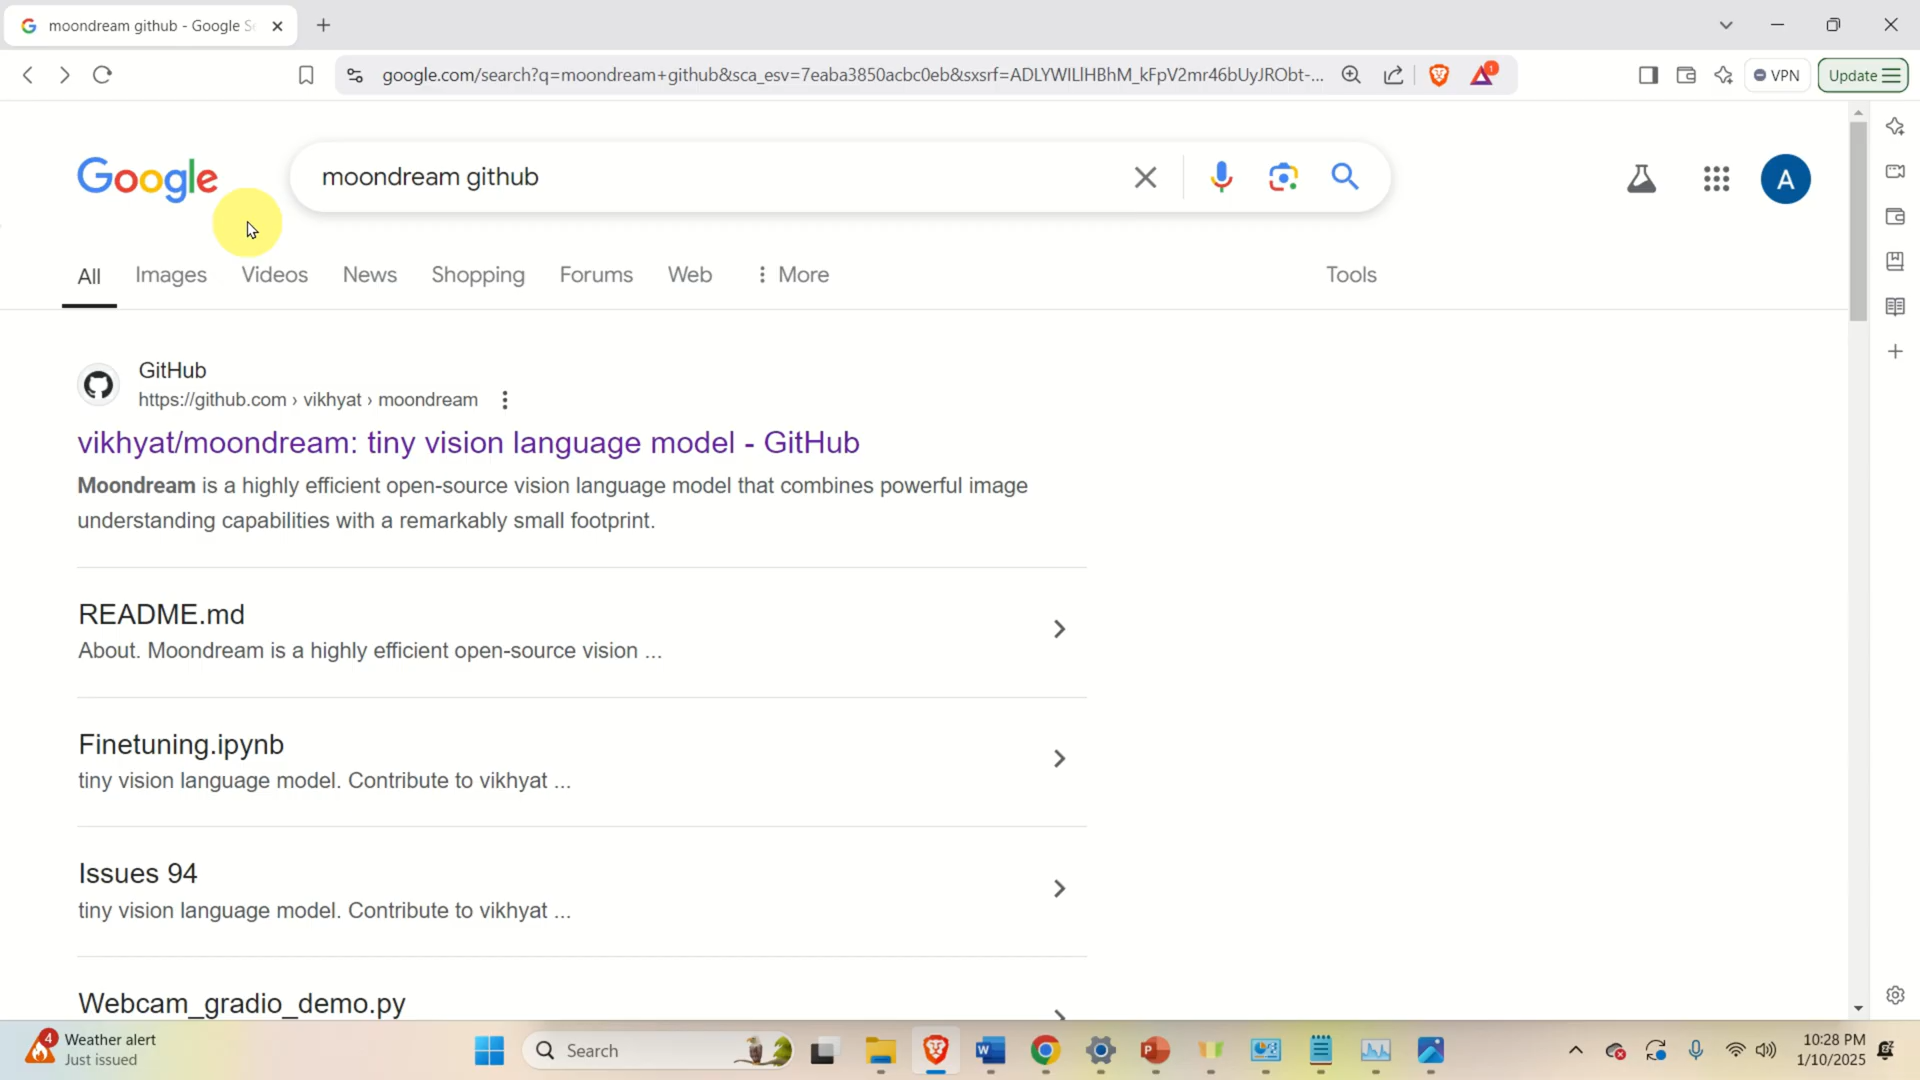 moondream github - Google Se
google.com/search?q=moondream+github&sca_esv=7eaba3850acbc0eb&sxsrf=ADLYWILlHBhM_kFpV2mr46bUyJRObt-...
1
VPN
Update
Google
moondream github
A
All
Images
Videos
News
Shopping
Forums
Web
More
Tools
GitHub
https://github.com › vikhyat › moondream
vikhyat/moondream: tiny vision language model - GitHub
Moondream is a highly efficient open-source vision language model that combines powerful image
understanding capabilities with a remarkably small footprint.
README.md
About. Moondream is a highly efficient open-source vision ...
Finetuning.ipynb
tiny vision language model. Contribute to vikhyat ...
Issues 94
tiny vision language model. Contribute to vikhyat ...
Webcam_gradio_demo.py
4
Weather alert
Just issued
Search
10:28 PM
1/10/2025